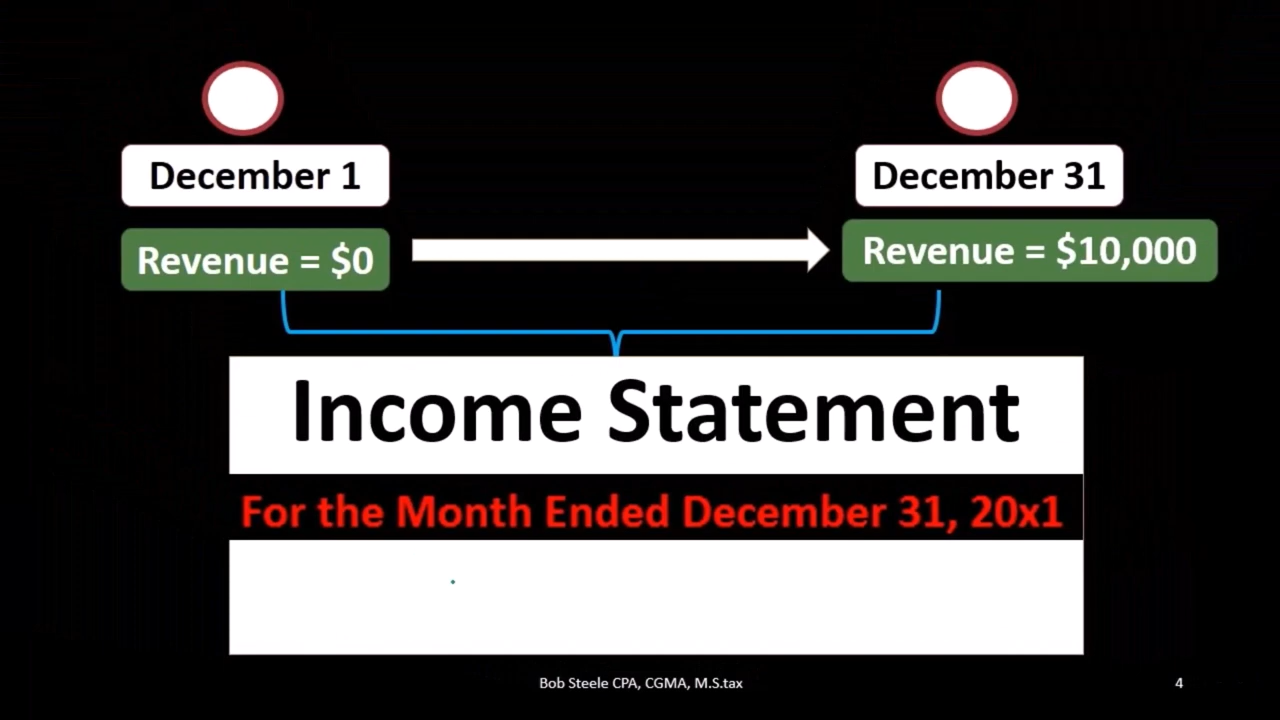 December 1
December 31
Revenue = $0
Revenue = $10,000
Income Statement
For the Month Ended December 31, 20x1
Bob Steele CPA, CGMA, M.S.tax
4